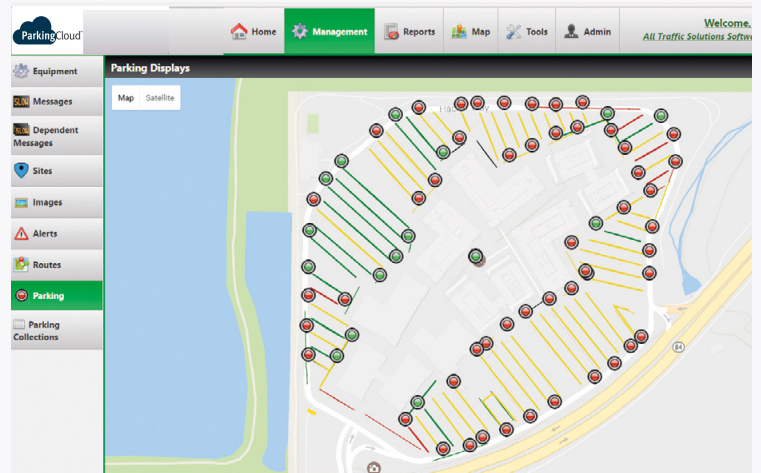 ParkingCloud
Home
Management
Reports
Map
Tools
Admin
Welcome,
All Traffic Solutions Softwa
Equipment
SLOW Messages
SLOW Dependent
Messages
Sites
Images
Alerts
Routes
Parking
Parking
Collections
Parking Displays
Map Satellite
84